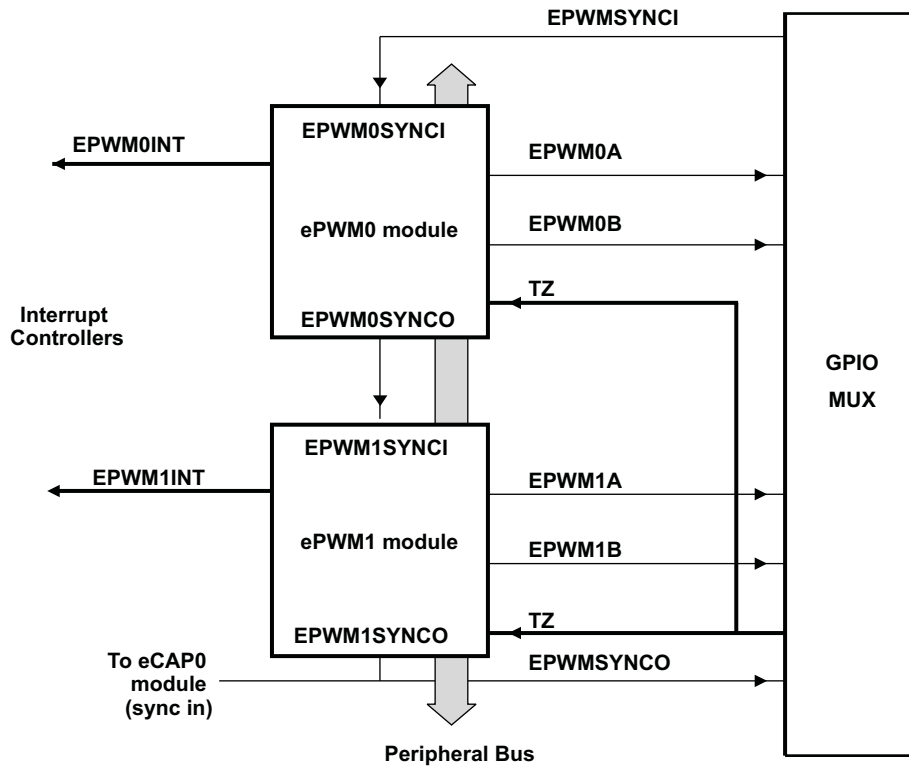 EPWMSYNCI
EPWM0SYNCI
EPWM0INT
EPWM0A
ePWM0 module
EPWM0B
TZ
EPWM0SYNCO
Interrupt
Controllers
GPIO
MUX
EPWM1SYNCI
EPWM1INT
EPWM1A
ePWM1 module
EPWM1B
TZ
EPWM1SYNCO
To eCAP0
module
(sync in)
EPWMSYNCO
Peripheral Bus